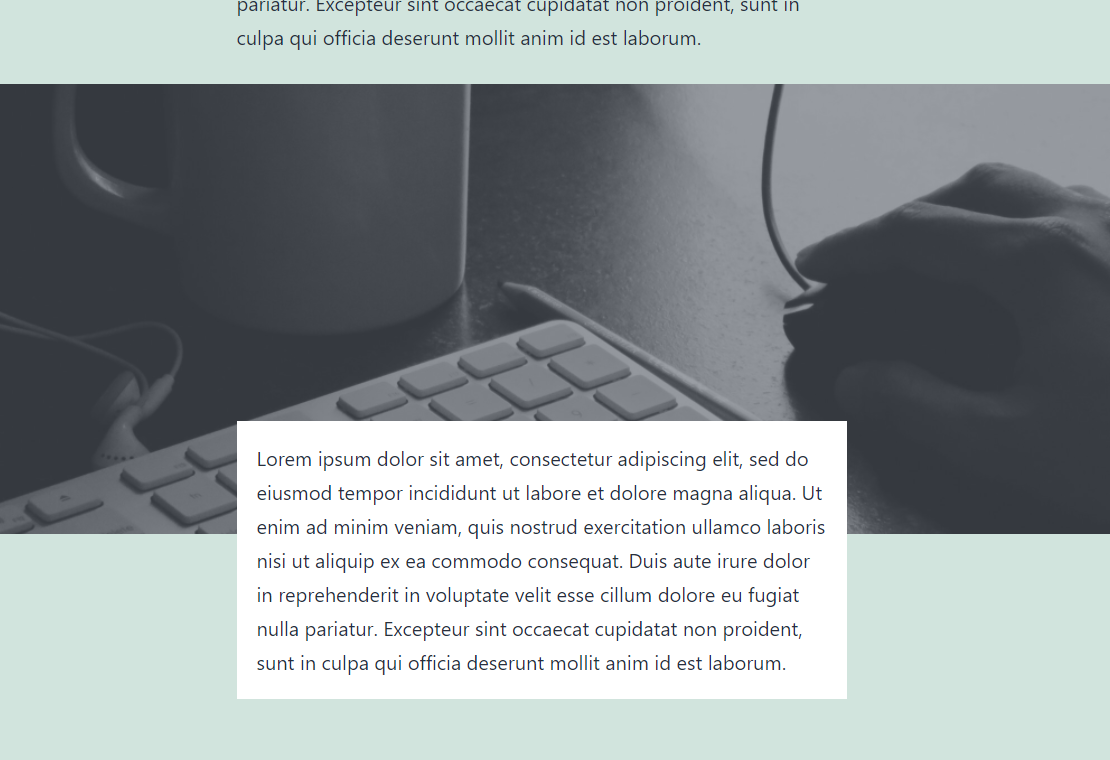 pariatur. Excepteur sint occaecat cupidatat non proident, sunt in
culpa qui officia deserunt mollit anim id est laborum.
Lorem ipsum dolor sit amet, consectetur adipiscing elit, sed do
eiusmod tempor incididunt ut labore et dolore magna aliqua. Ut
enim ad minim veniam, quis nostrud exercitation ullamco laboris
nisi ut aliquip ex ea commodo consequat. Duis aute irure dolor
in reprehenderit in voluptate velit esse cillum dolore eu fugiat
nulla pariatur. Excepteur sint occaecat cupidatat non proident,
sunt in culpa qui officia deserunt mollit anim id est laborum.